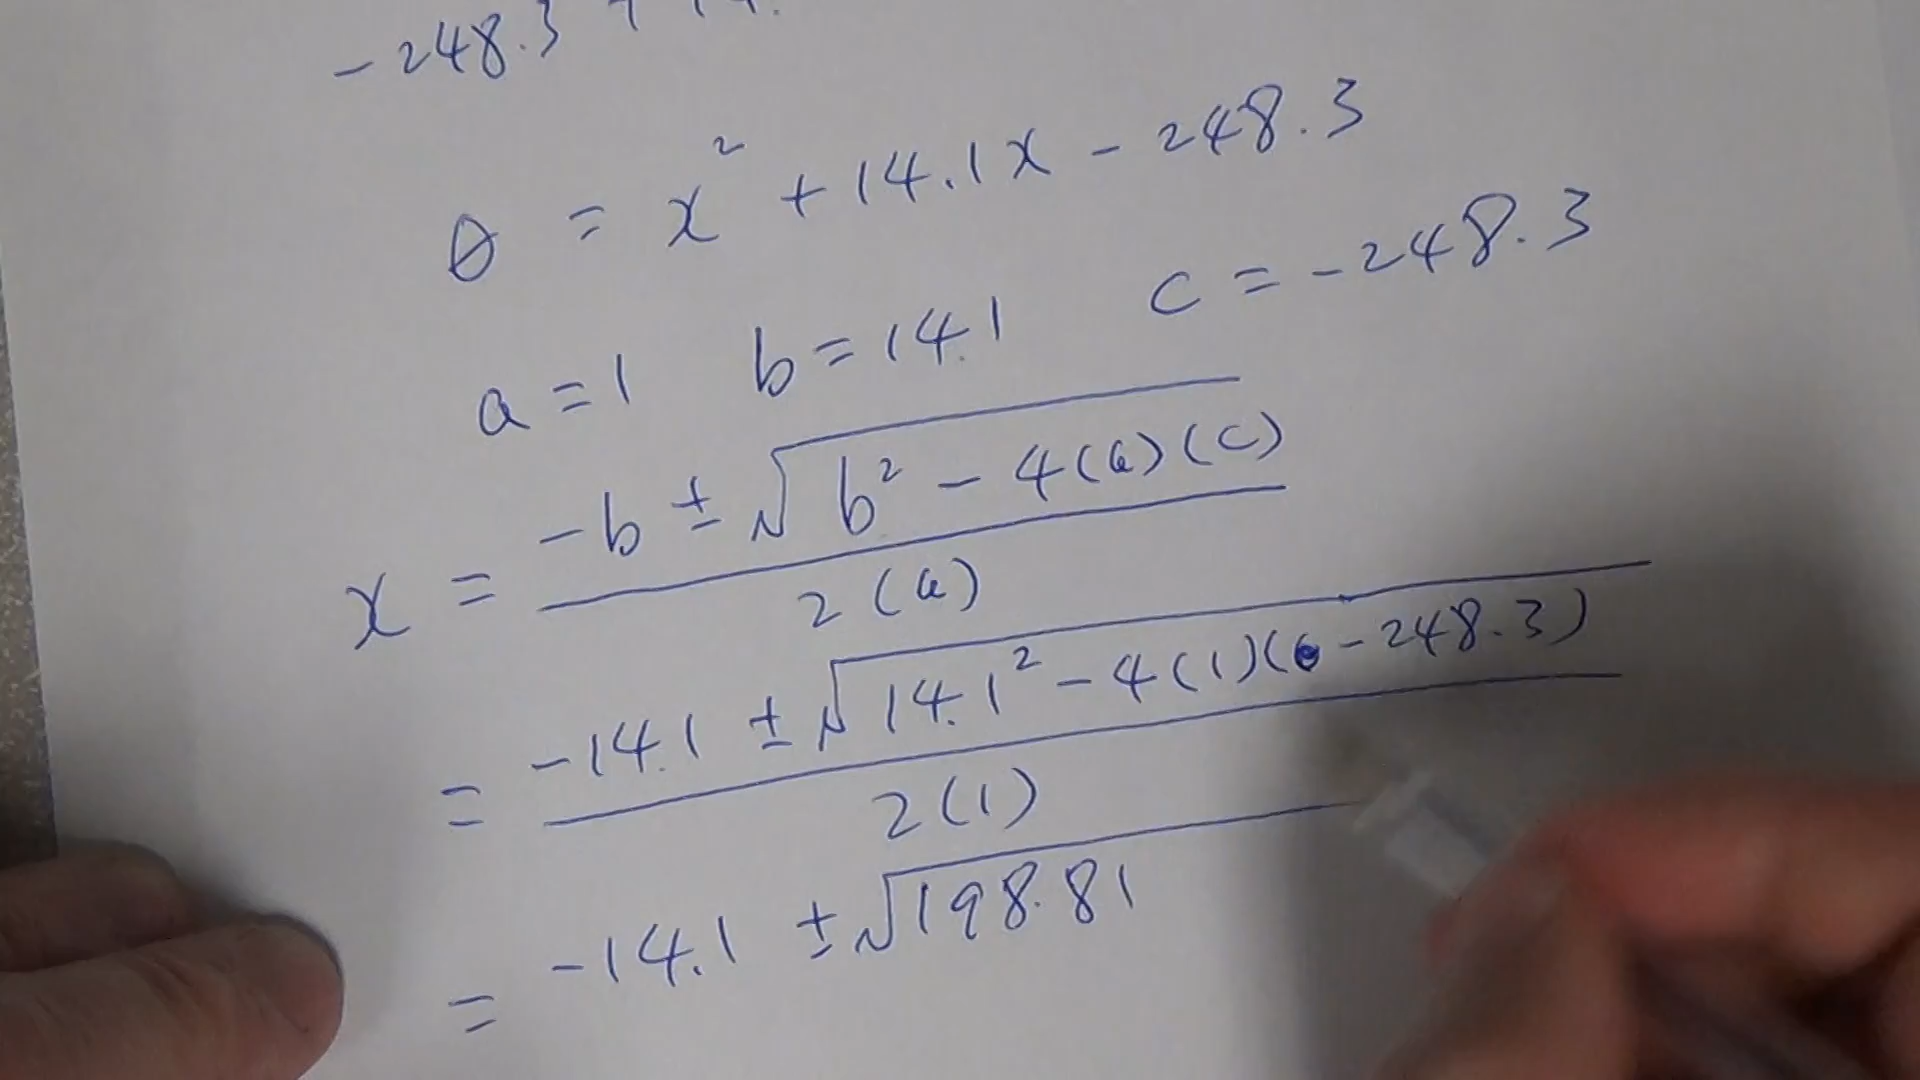 -248.3 + 14.
0 = x² + 14.1x - 248.3
a = 1 b = 14.1 c = -248.3
x = -b ± √b² - 4(a)(c)
2(a)
= -14.1 ± √14.1² - 4(1)(-248.3)
2(1)
= -14.1 ± √198.81